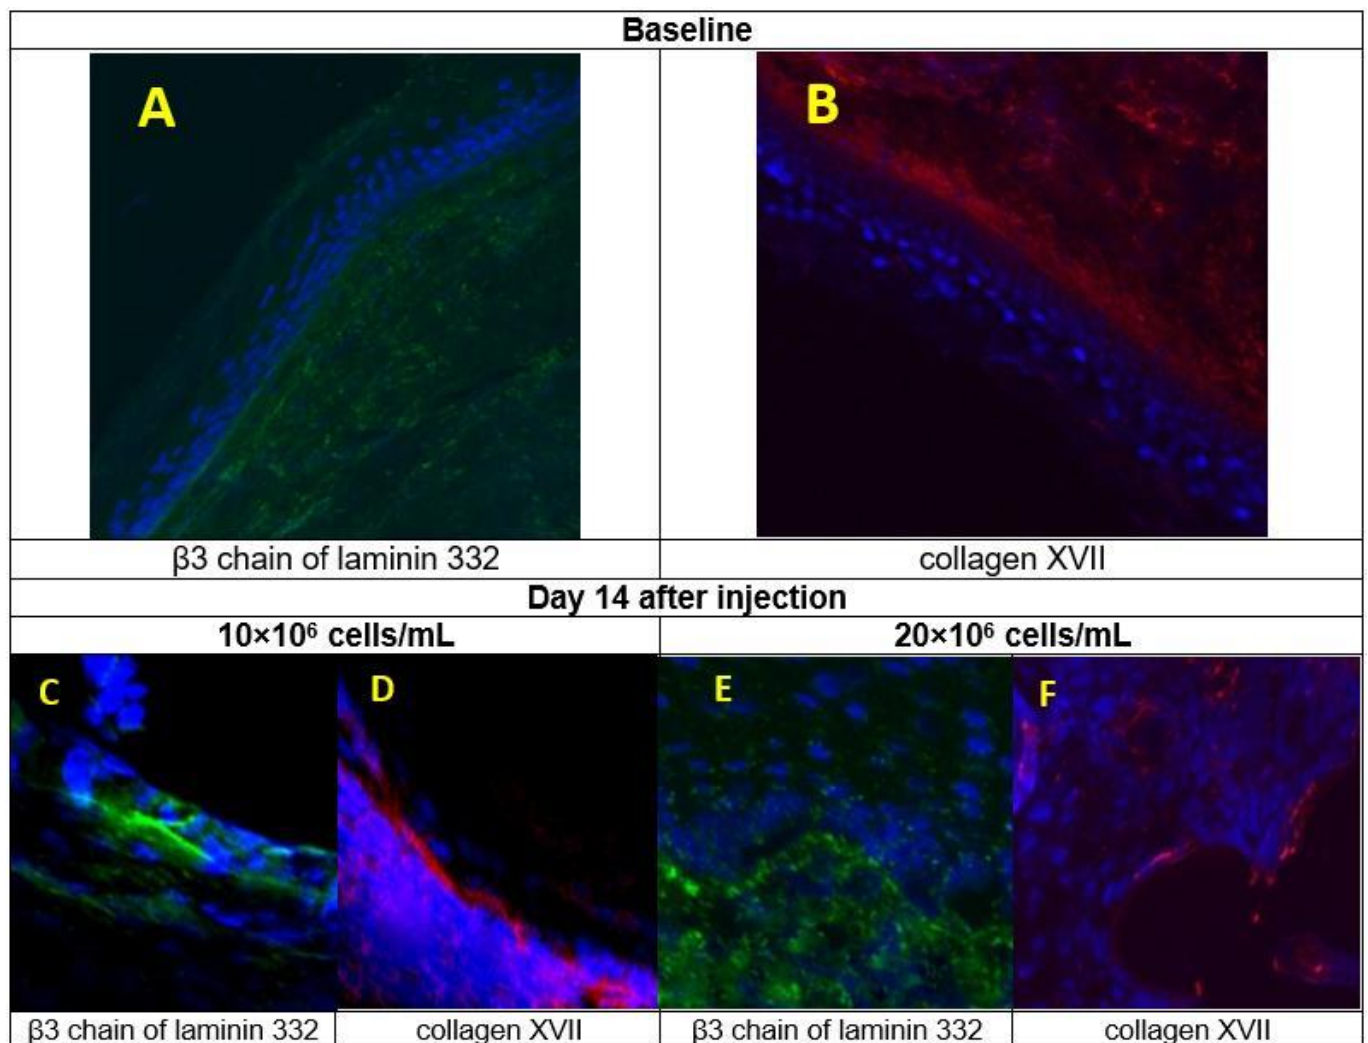 Baseline
A
B
β3 chain of laminin 332
collagen XVII
Day 14 after injection
10×10⁶ cells/mL
20×10⁶ cells/mL
C
D
E
F
β3 chain of laminin 332
collagen XVII
β3 chain of laminin 332
collagen XVII